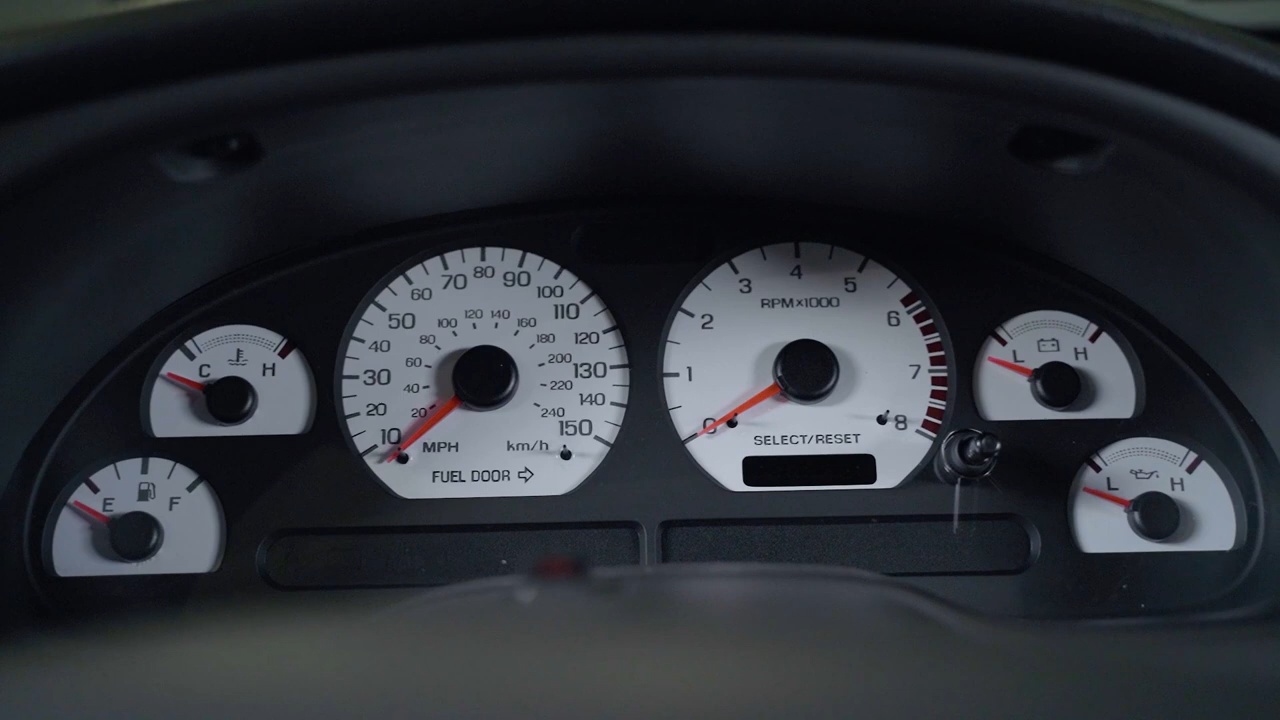 C H
E F
10 20 30 40 50 60 70 80 90 100 110 120 130 140 150
20 40 60 80 100 120 140 160 180 200 220 240
MPH km/h
FUEL DOOR
0 1 2 3 4 5 6 7 8
RPM×1000
SELECT/RESET
L H
L H